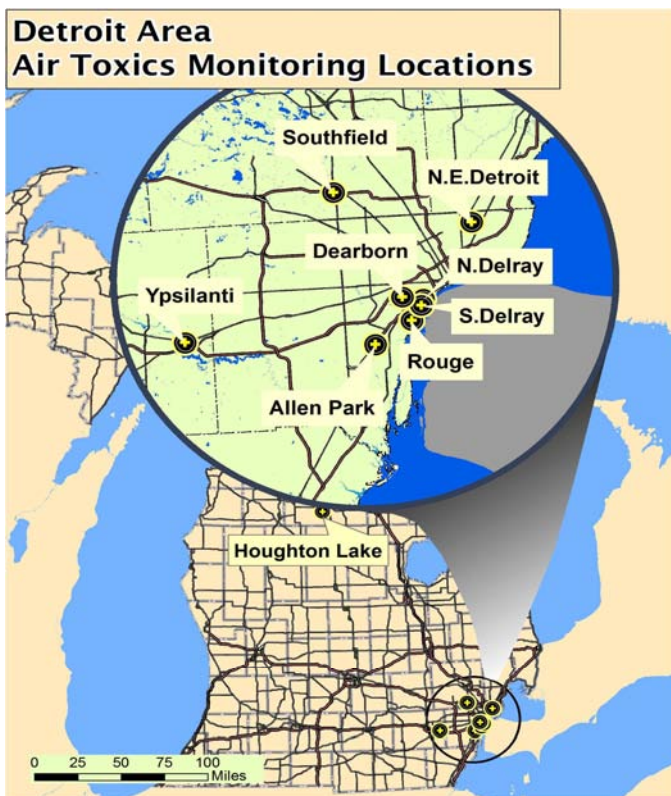 Detroit Area
Air Toxics Monitoring Locations
Southfield
N.E.Detroit
Dearborn
N.Delray
Ypsilanti
S.Delray
Rouge
Allen Park
Houghton Lake
0 25 50 75 100
Miles